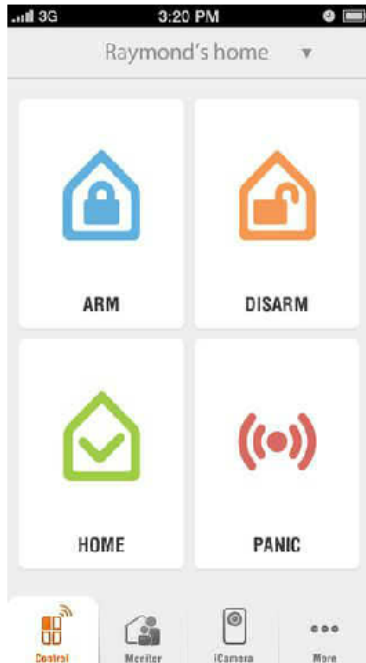 3G 3:20 PM
Raymond's home
ARM
DISARM
HOME
PANIC
Control
Monitor
iCamera
More